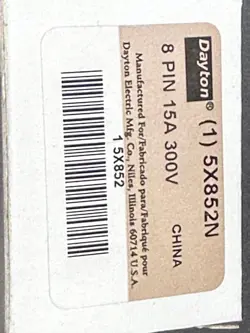 Dayton® (1) 5X852N
8 PIN 15A 300V
CHINA
Manufactured For/Fabricado para/Fabriqué pour
Dayton Electric Mfg. Co., Niles, Illinois 60714 U.S.A.
1 5X852